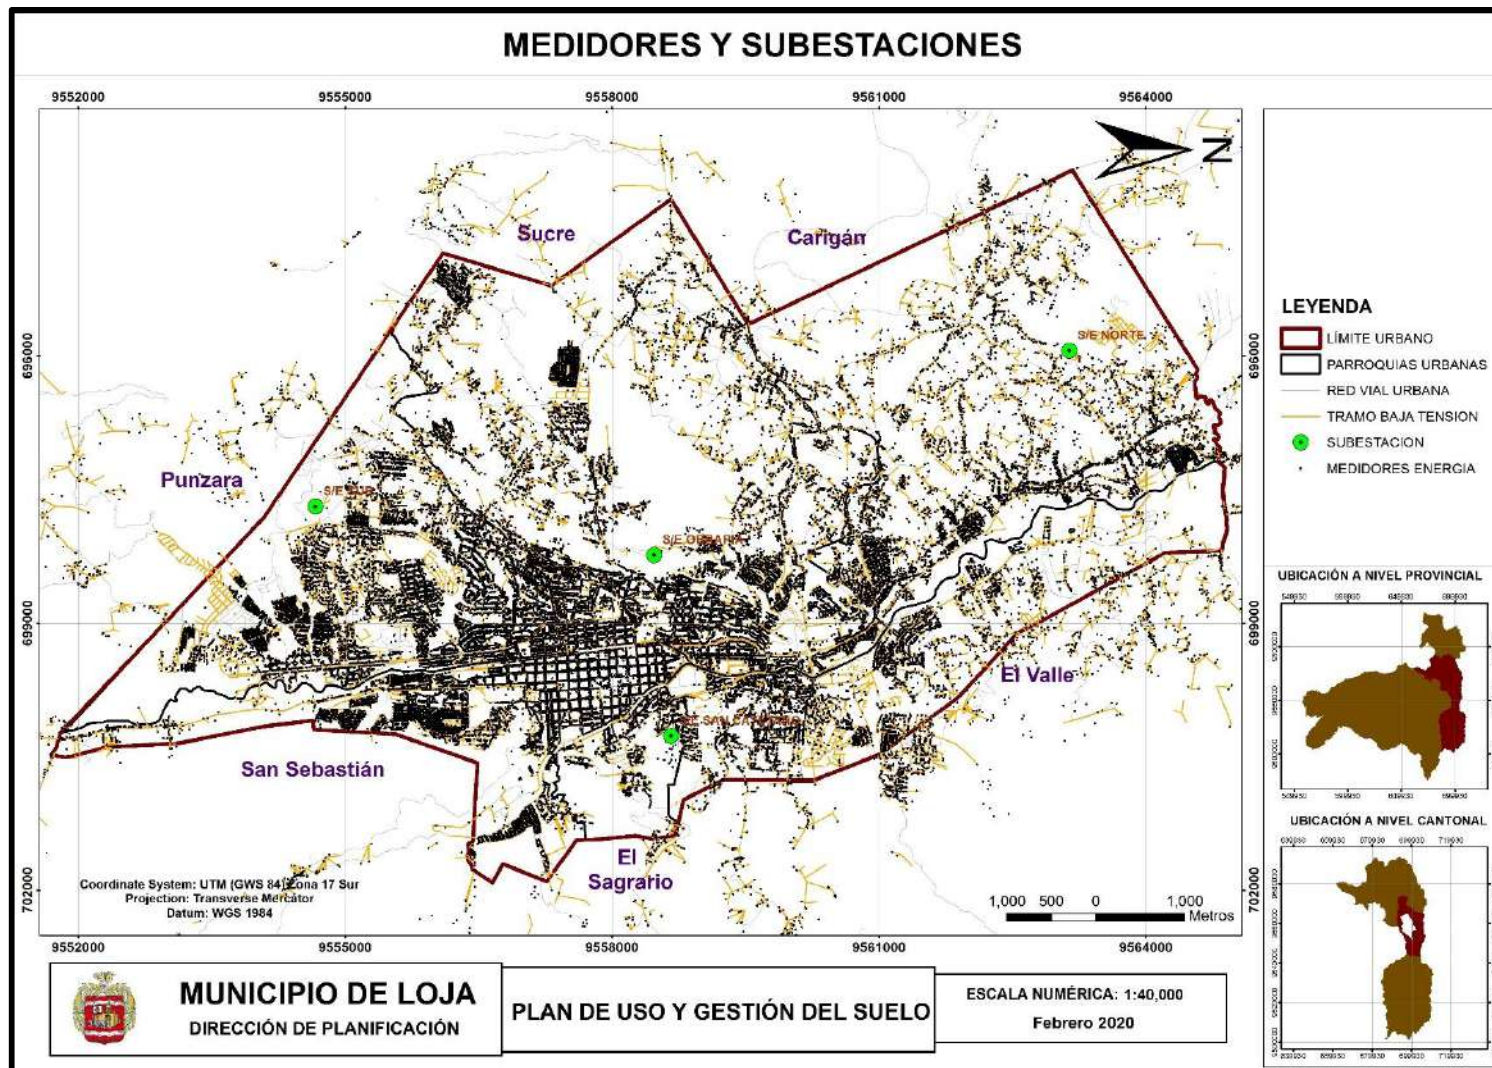 MEDIDORES Y SUBESTACIONES
9552000 9555000 9558000 9561000 9564000
N
Sucre
Carigán
S/E NORTE
696000
696000
Punzara
S/E SUR
S/E OBRAPIA
699000
699000
El Valle
San Sebastián
El
Sagrario
702000
702000
Coordinate System: UTM (GWS 84) Zona 17 Sur
Projection: Transverse Mercator
Datum: WGS 1984
1,000 500 0 1,000
Metros
9552000 9555000 9558000 9561000 9564000
LEYENDA
LÍMITE URBANO
PARROQUIAS URBANAS
RED VIAL URBANA
TRAMO BAJA TENSION
SUBESTACION
MEDIDORES ENERGIA
UBICACIÓN A NIVEL PROVINCIAL
UBICACIÓN A NIVEL CANTONAL
MUNICIPIO DE LOJA
DIRECCIÓN DE PLANIFICACIÓN
PLAN DE USO Y GESTIÓN DEL SUELO
ESCALA NUMÉRICA: 1:40,000
Febrero 2020